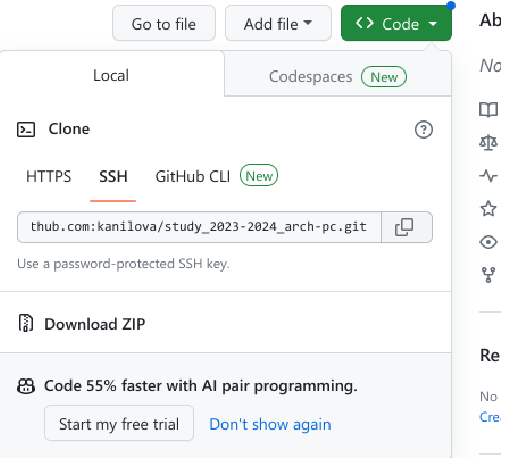 Go to file Add file <> Code Ab
Local Codespaces New No
Clone
HTTPS SSH GitHub CLI New
thub.com:kanilova/study_2023-2024_arch-pc.git
Use a password-protected SSH key.
Download ZIP
Re
Code 55% faster with AI pair programming.
No
Start my free trial Don't show again
Cre